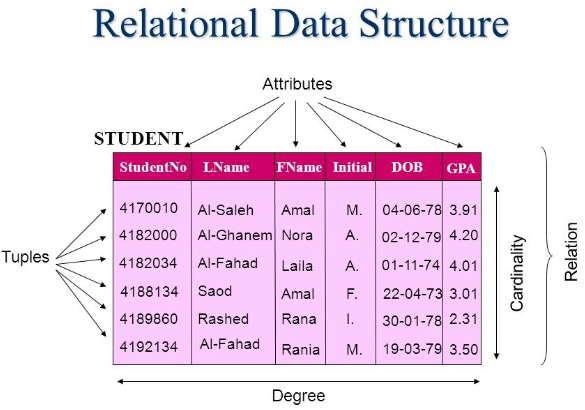 Relational Data Structure
Attributes
STUDENT
StudentNo LName FName Initial DOB GPA
4170010 Al-Saleh Amal M. 04-06-78 3.91
4182000 Al-Ghanem Nora A. 02-12-79 4.20
4182034 Al-Fahad Laila A. 01-11-74 4.01
4188134 Saod Amal F. 22-04-73 3.01
4189860 Rashed Rana I. 30-01-78 2.31
4192134 Al-Fahad Rania M. 19-03-79 3.50
Tuples
Cardinality
Relation
Degree